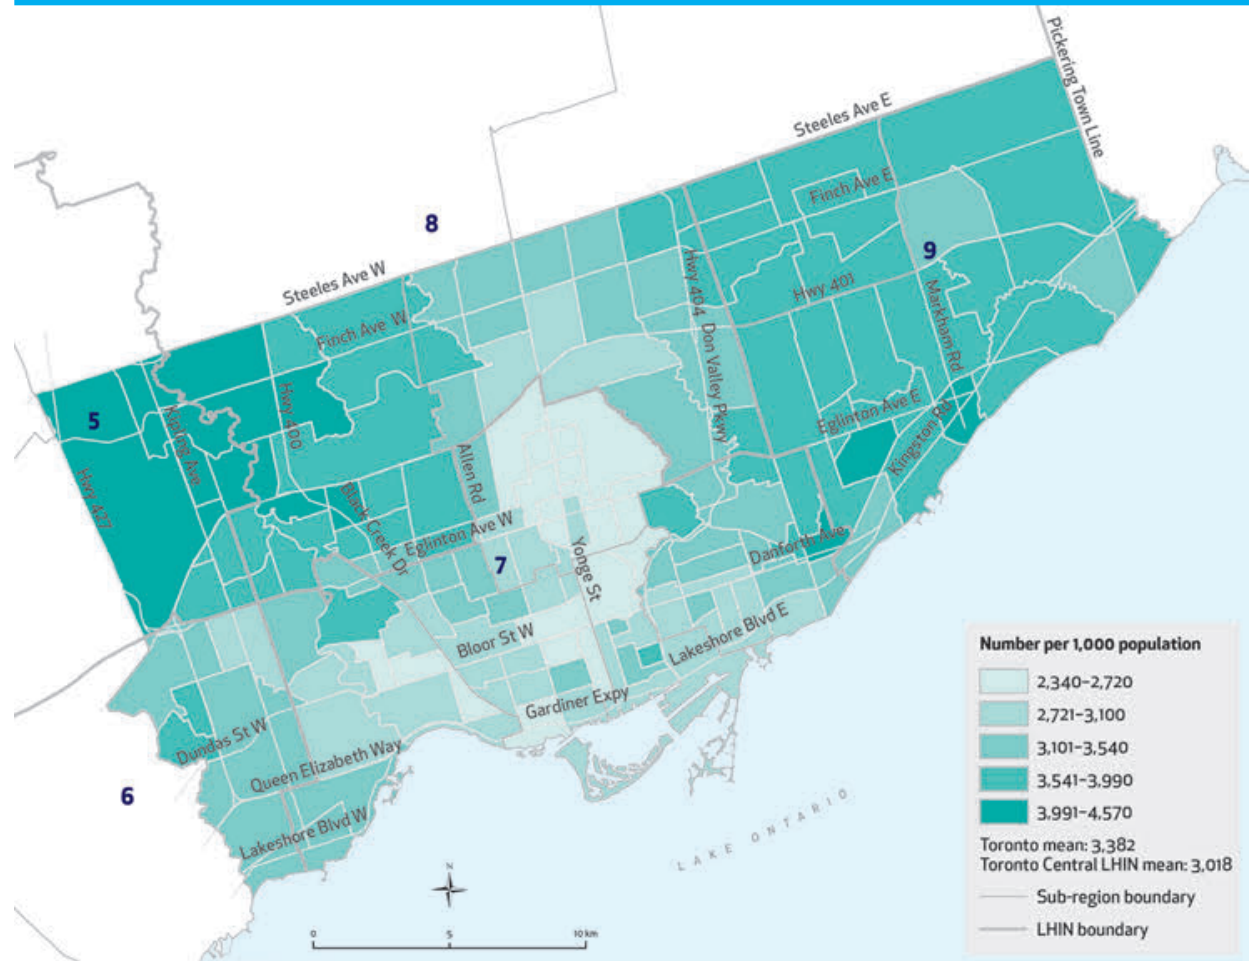 Pickering Town Line
Steeles Ave E
Finch Ave E
8
9
Steeles Ave W
Hwy 404
Hwy 401
Finch Ave W
Markham Rd
Don Valley Pkwy
5
Kipling Ave
Hwy 400
Eglinton Ave E
Kingston Rd
Allen Rd
Hwy 427
Black Creek Dr
Eglinton Ave W
Danforth Ave
7
Yonge St
Bloor St W
Lakeshore Blvd E
Gardiner Expy
Dundas St W
Queen Elizabeth Way
6
Lakeshore Blvd W
LAKE ONTARIO
N
0 5 10 km
Number per 1,000 population
2,340–2,720
2,721–3,100
3,101–3,540
3,541–3,990
3,991–4,570
Toronto mean: 3,382
Toronto Central LHIN mean: 3,018
Sub-region boundary
LHIN boundary